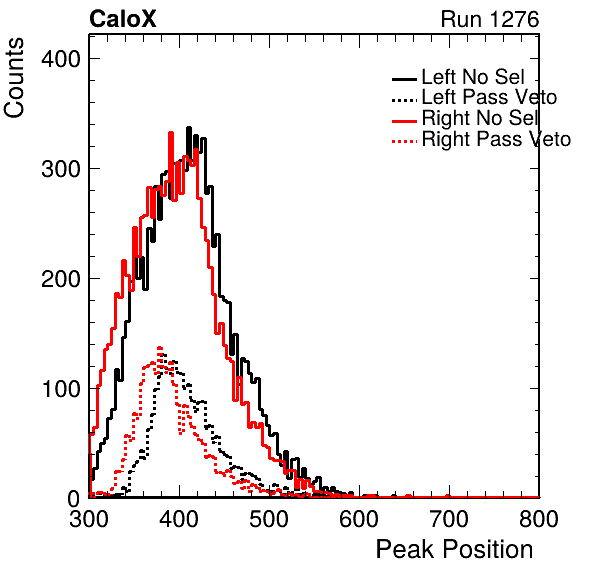 CaloX
Run 1276
Counts
400
300
200
100
0
Left No Sel
Left Pass Veto
Right No Sel
Right Pass Veto
300 400 500 600 700 800
Peak Position